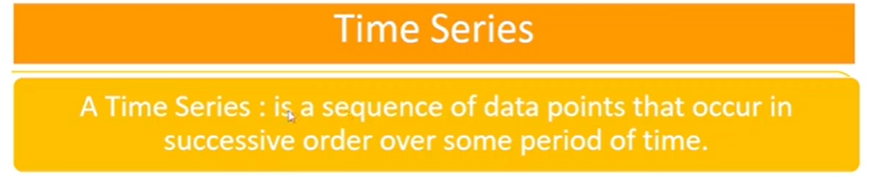 Time Series
A Time Series : is a sequence of data points that occur in
successive order over some period of time.